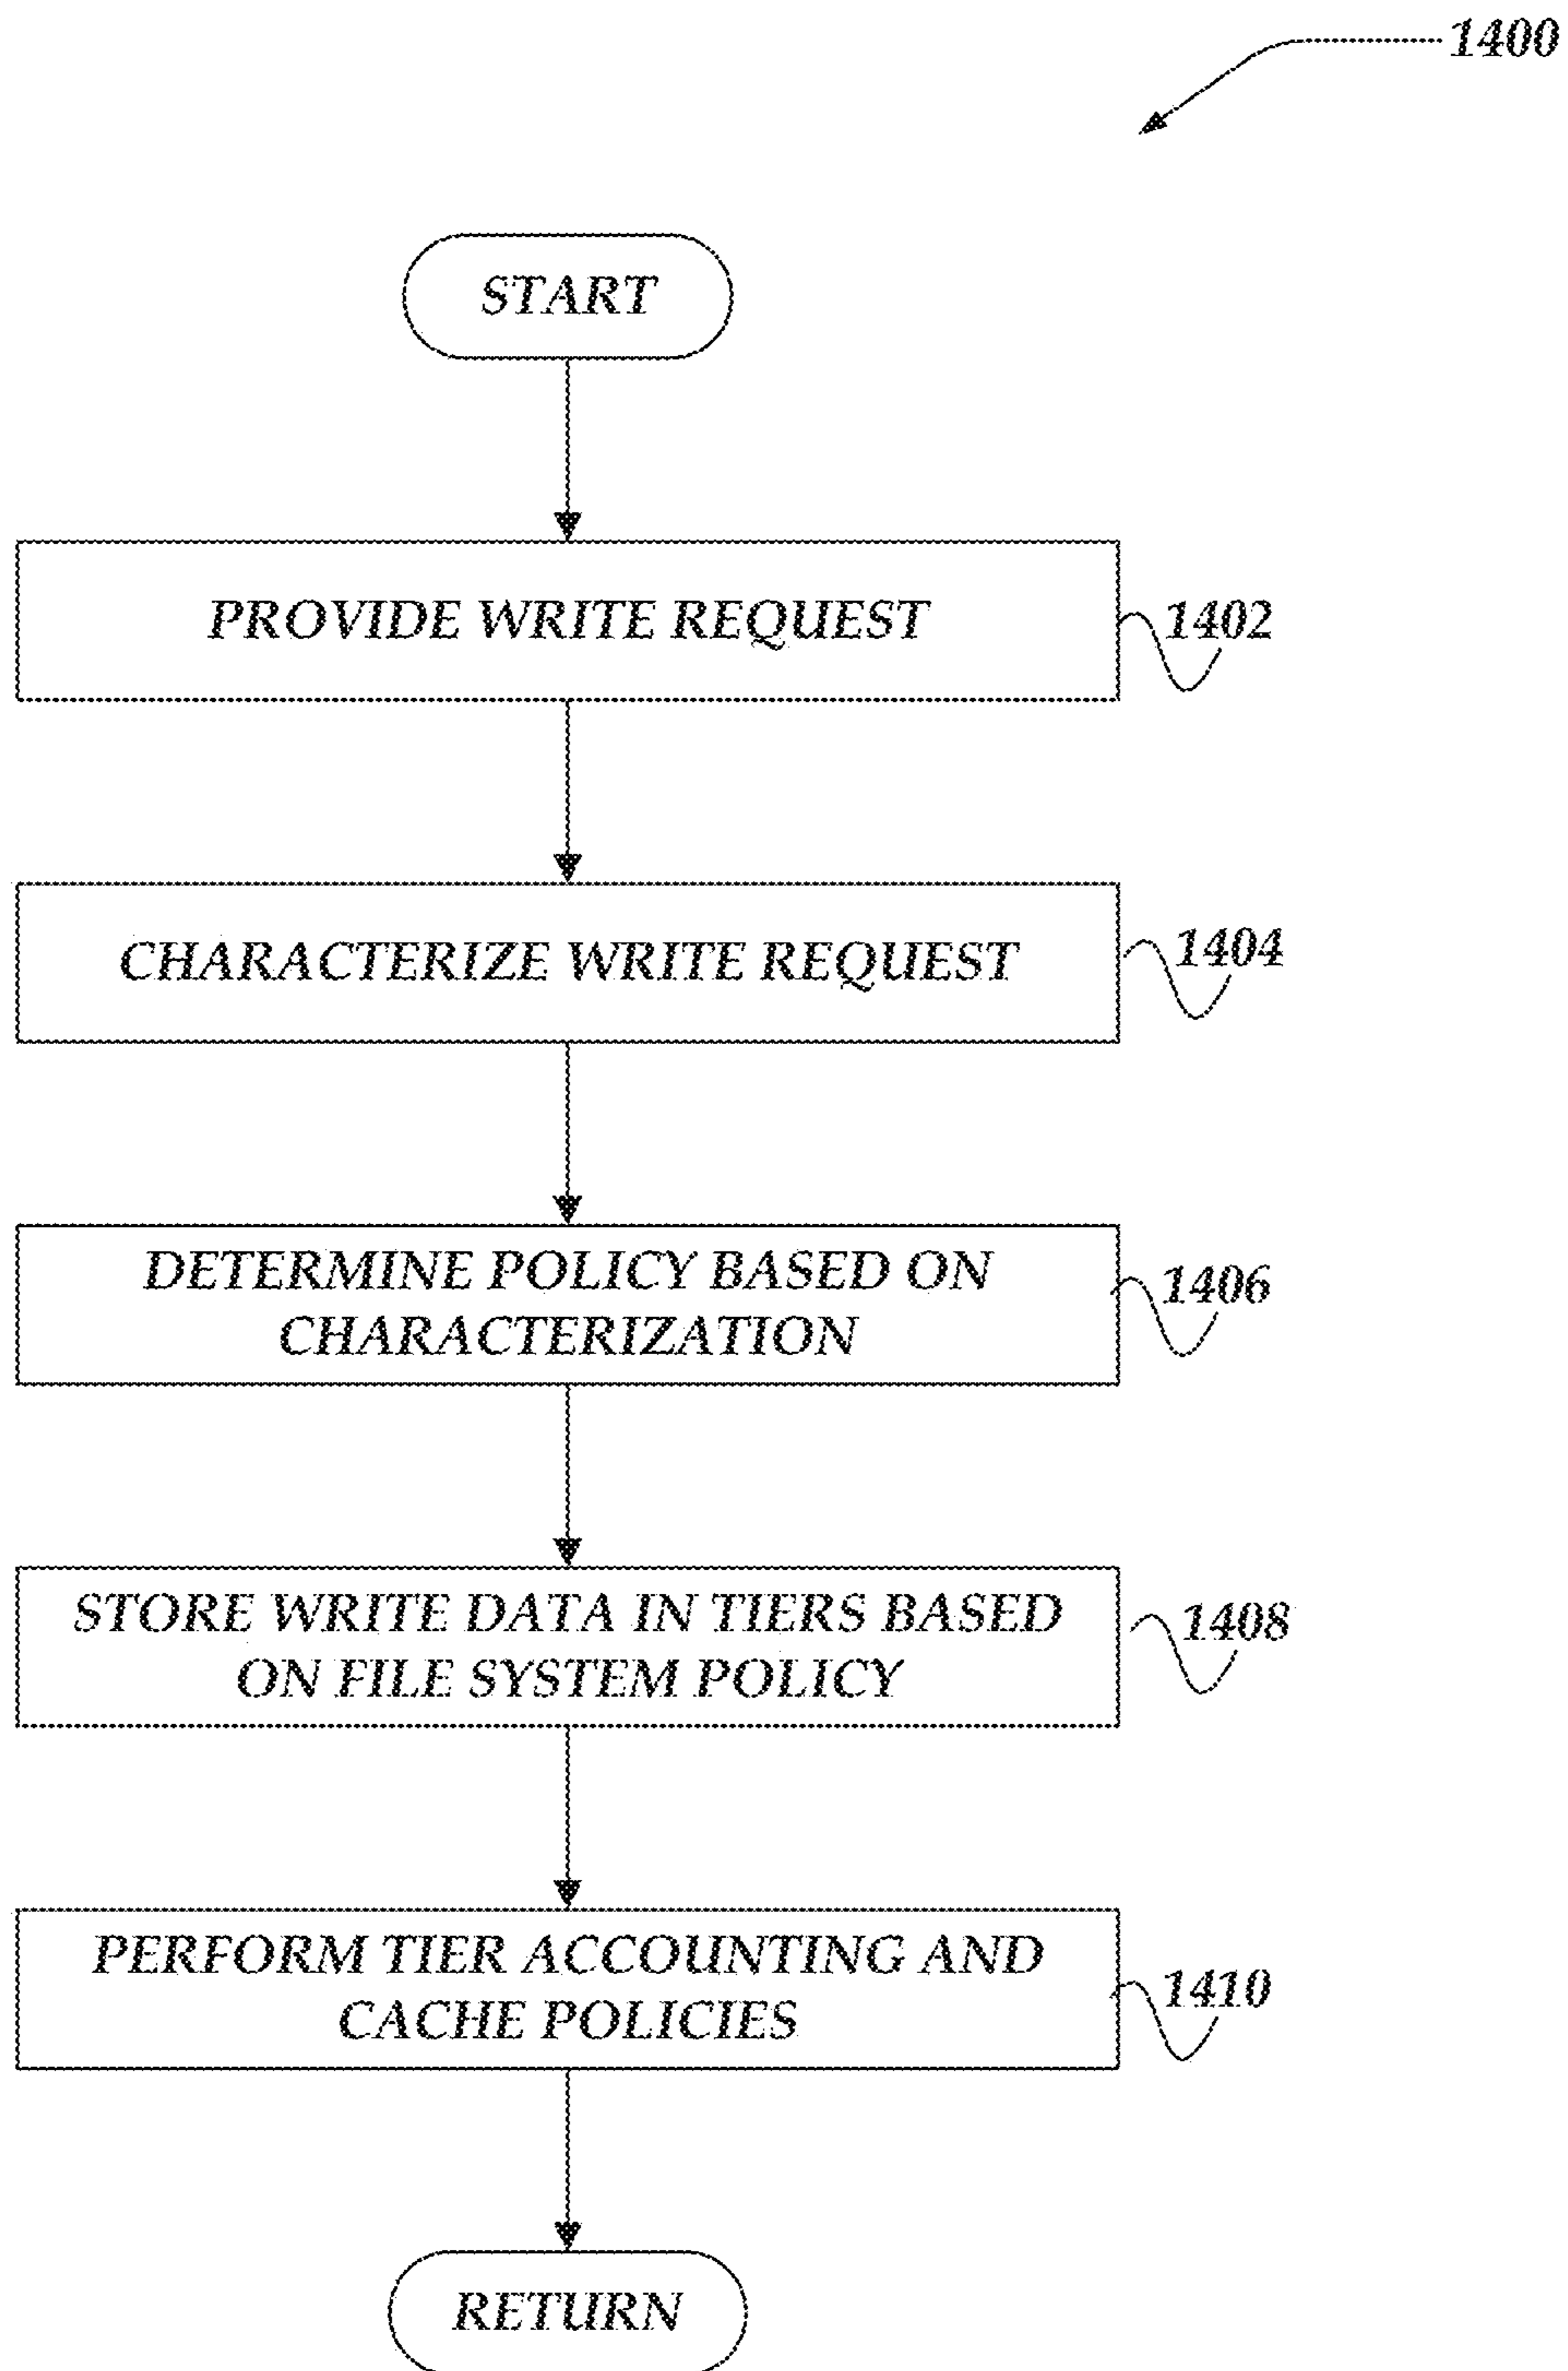 1400
START
PROVIDE WRITE REQUEST
1402
CHARACTERIZE WRITE REQUEST
1404
DETERMINE POLICY BASED ON
CHARACTERIZATION
1406
STORE WRITE DATA IN TIERS BASED
ON FILE SYSTEM POLICY
1408
PERFORM TIER ACCOUNTING AND
CACHE POLICIES
1410
RETURN